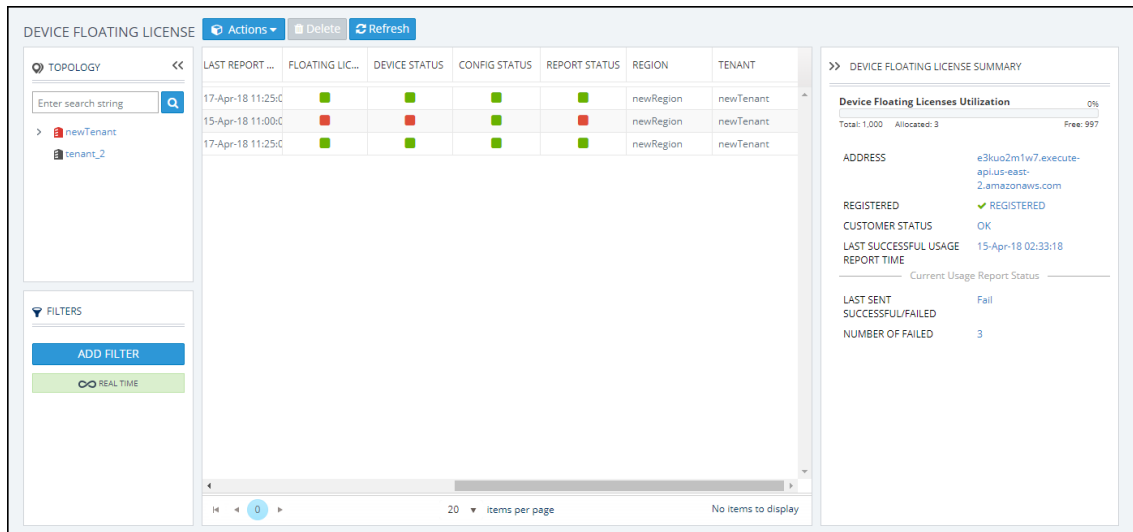 DEVICE FLOATING LICENSE
Actions
Delete
Refresh
TOPOLOGY
Enter search string
newTenant
tenant_2
FILTERS
ADD FILTER
REAL TIME
LAST REPORT ... FLOATING LIC... DEVICE STATUS CONFIG STATUS REPORT STATUS REGION TENANT
17-Apr-18 11:25:0 newRegion newTenant
15-Apr-18 11:00:0 newRegion newTenant
17-Apr-18 11:25:0 newRegion newTenant
0 20 items per page No items to display
DEVICE FLOATING LICENSE SUMMARY
Device Floating Licenses Utilization 0%
Total: 1,000 Allocated: 3 Free: 997
ADDRESS e3kuo2m1w7.execute-
api.us-east-
2.amazonaws.com
REGISTERED REGISTERED
CUSTOMER STATUS OK
LAST SUCCESSFUL USAGE 15-Apr-18 02:33:18
REPORT TIME
Current Usage Report Status
LAST SENT Fail
SUCCESSFUL/FAILED
NUMBER OF FAILED 3